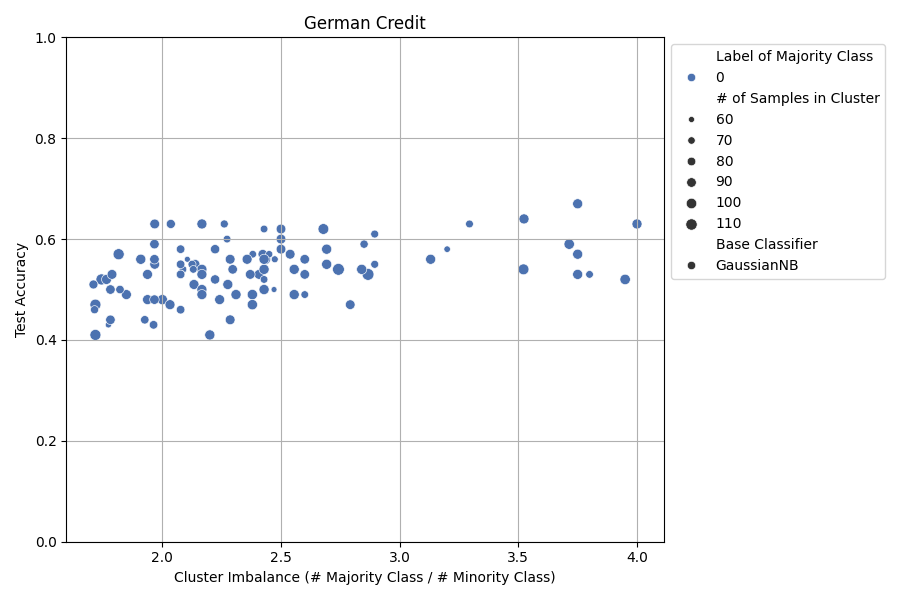 German Credit
1.0
0.8
0.6
0.4
0.2
0.0
Test Accuracy
2.0
2.5
3.0
3.5
4.0
Cluster Imbalance (# Majority Class / # Minority Class)
Label of Majority Class
0
# of Samples in Cluster
60
70
80
90
100
110
Base Classifier
GaussianNB